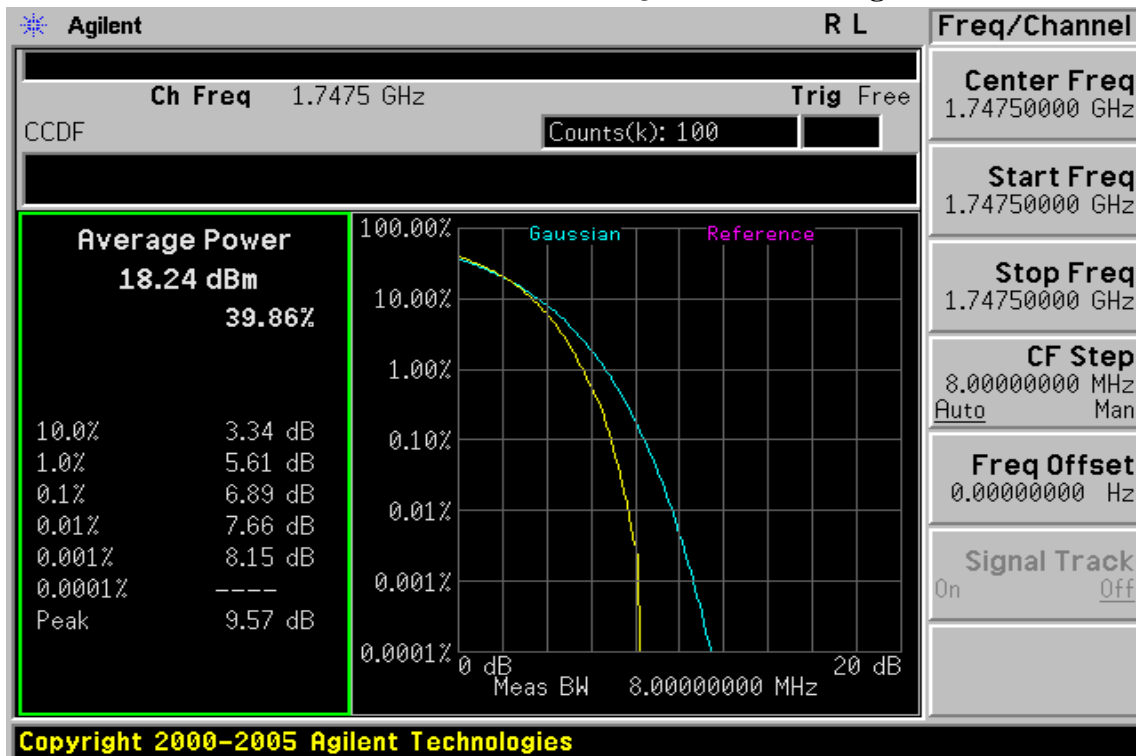 Agilent R L Freq/Channel
Ch Freq 1.7475 GHz Trig Free
CCDF Counts(k): 100
Center Freq
1.74750000 GHz
Start Freq
1.74750000 GHz
Stop Freq
1.74750000 GHz
CF Step
8.00000000 MHz
Auto Man
Freq Offset
0.00000000 Hz
Signal Track
On Off
Average Power
18.24 dBm
39.86%
10.0% 3.34 dB
1.0% 5.61 dB
0.1% 6.89 dB
0.01% 7.66 dB
0.001% 8.15 dB
0.0001% ----
Peak 9.57 dB
Gaussian Reference
100.00%
10.00%
1.00%
0.10%
0.01%
0.001%
0.0001%
0 dB 20 dB
Meas BW 8.00000000 MHz
Copyright 2000-2005 Agilent Technologies